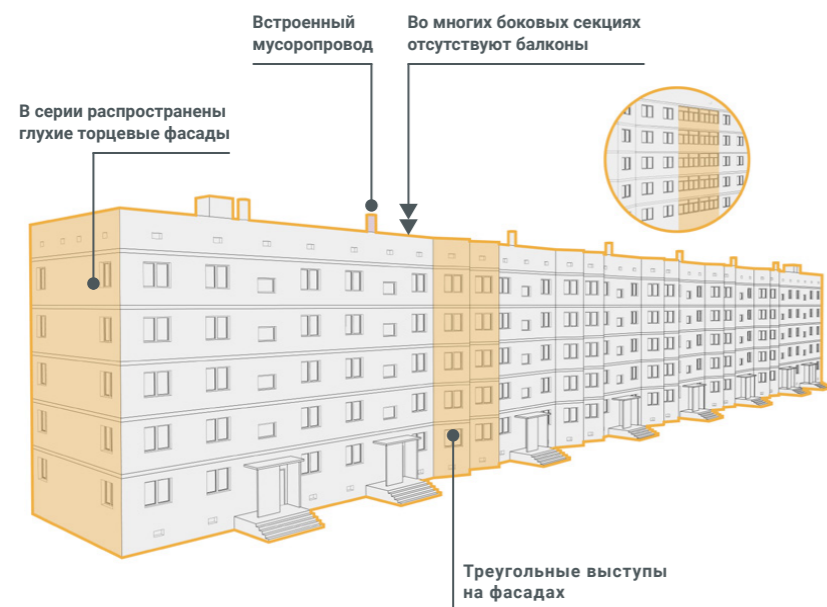 Встроенный
мусоропровод
Во многих боковых секциях
отсутствуют балконы
В серии распространены
глухие торцевые фасады
Треугольные выступы
на фасадах